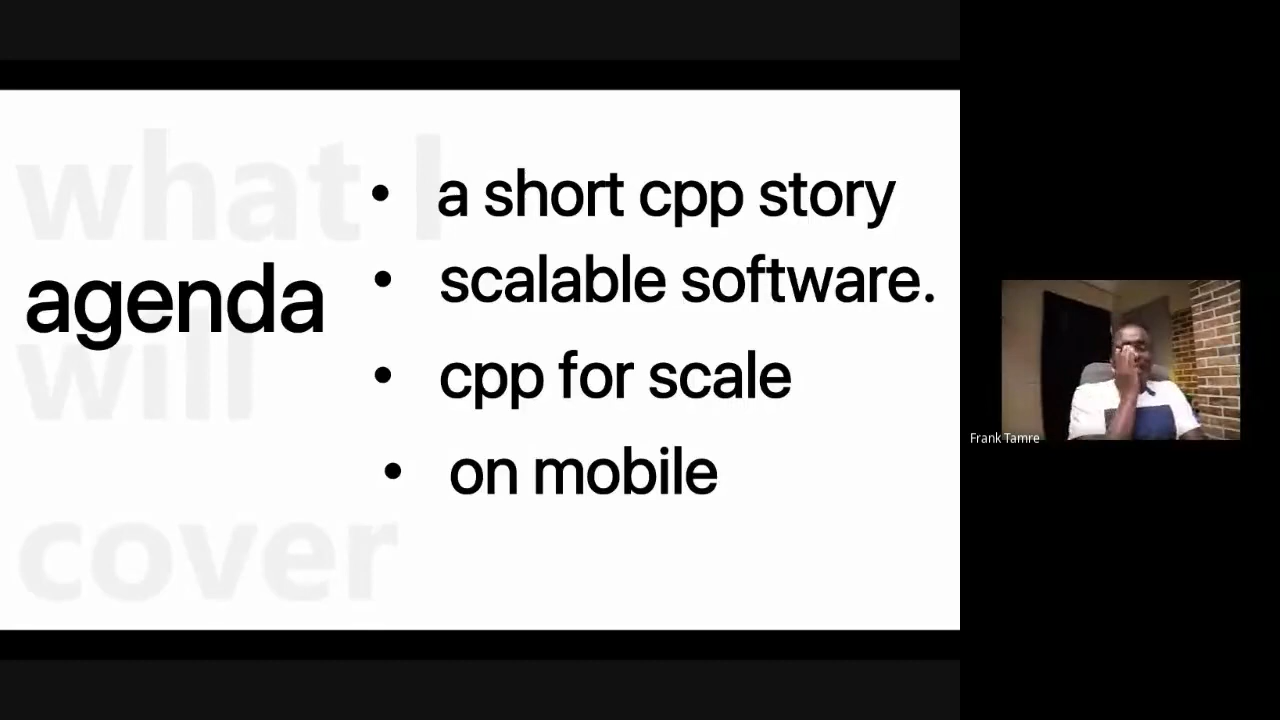 what I
will
cover
agenda
• a short cpp story
• scalable software.
• cpp for scale
• on mobile
Frank Tamre